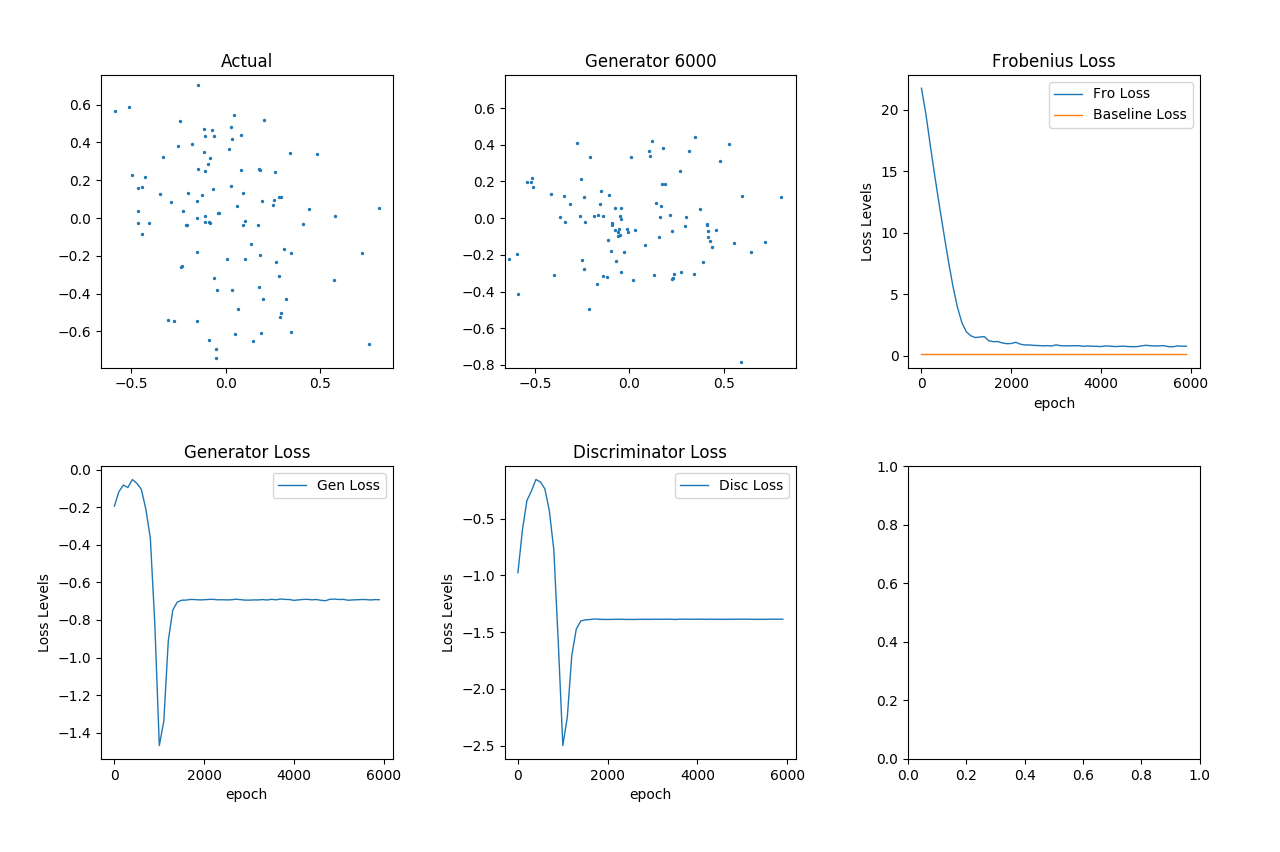 Actual
0.6
0.4
0.2
0.0
−0.2
−0.4
−0.6
−0.5 0.0 0.5
Generator 6000
0.6
0.4
0.2
0.0
−0.2
−0.4
−0.6
−0.8
−0.5 0.0 0.5
Frobenius Loss
Fro Loss
Baseline Loss
Loss Levels
20
15
10
5
0
0 2000 4000 6000
epoch
Generator Loss
Gen Loss
Loss Levels
0.0
−0.2
−0.4
−0.6
−0.8
−1.0
−1.2
−1.4
0 2000 4000 6000
epoch
Discriminator Loss
Disc Loss
Loss Levels
−0.5
−1.0
−1.5
−2.0
−2.5
0 2000 4000 6000
epoch
1.0
0.8
0.6
0.4
0.2
0.0
0.0 0.2 0.4 0.6 0.8 1.0